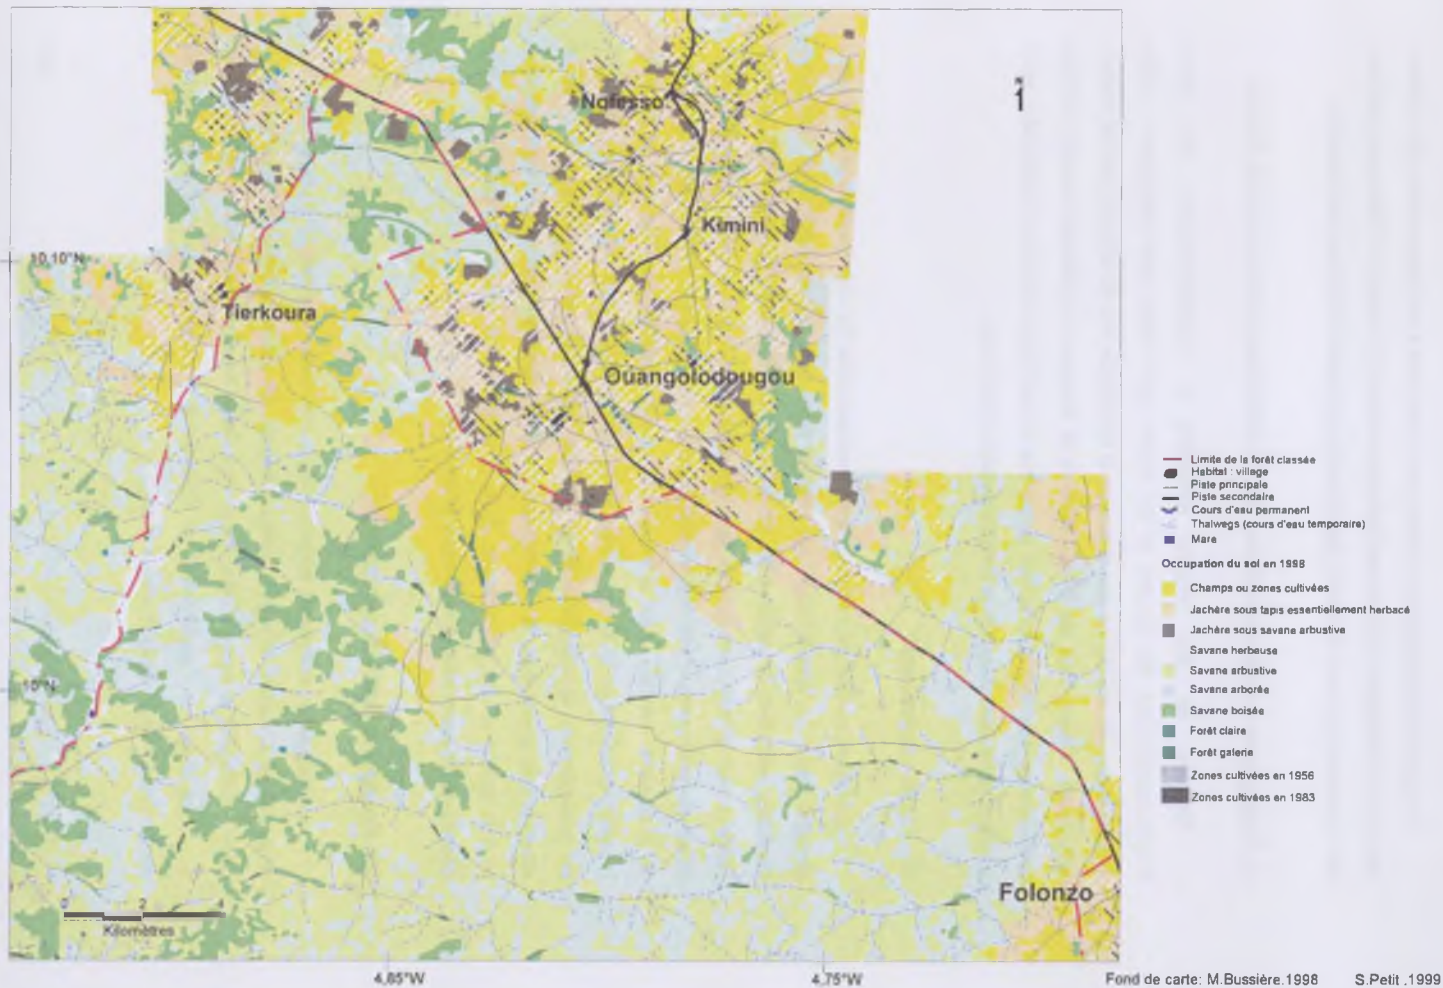 1
Kimini
10,10°N
Tierkoura
Ouangolodougou
10°N
Folonzo
0 2 4
Kilomètres
4,85°W
4,75°W
Limite de la forêt classée
Habitat : village
Piste principale
Piste secondaire
Cours d'eau permanent
Thalwegs (cours d'eau temporaire)
Mare
Occupation du sol en 1998
Champs ou zones cultivées
Jachère sous tapis essentiellement herbacé
Jachère sous savane arbustive
Savane herbeuse
Savane arbustive
Savane arborée
Savane boisée
Forêt claire
Forêt galerie
Zones cultivées en 1956
Zones cultivées en 1983
Fond de carte: M.Bussière.1998 S.Petit .1999